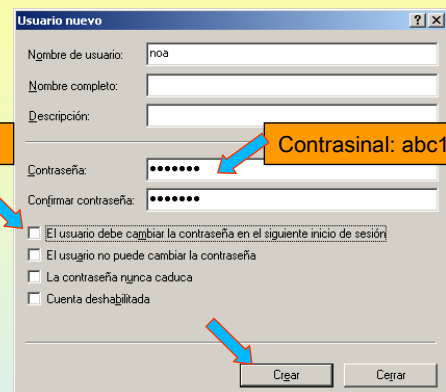 Usuario nuevo
Nombre de usuario: noa
Nombre completo:
Descripción:
Contrasinal: abc1
Contraseña: •••••••
Confirmar contraseña: •••••••
El usuario debe cambiar la contraseña en el siguiente inicio de sesión
El usuario no puede cambiar la contraseña
La contraseña nunca caduca
Cuenta deshabilitada
Crear
Cerrar